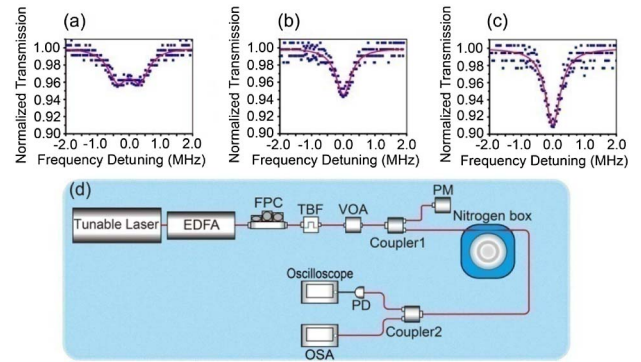 (a)
Normalized Transmission
1.00
0.98
0.96
0.94
0.92
0.90
-2.0 -1.0 0.0 1.0 2.0
Frequency Detuning (MHz)
(b)
Normalized Transmission
1.00
0.98
0.96
0.94
0.92
0.90
-2.0 -1.0 0.0 1.0 2.0
Frequency Detuning (MHz)
(c)
Normalized Transmission
1.00
0.98
0.96
0.94
0.92
0.90
-2.0 -1.0 0.0 1.0 2.0
Frequency Detuning (MHz)
(d)
Tunable Laser
EDFA
FPC
TBF
VOA
Coupler1
PM
Nitrogen box
Oscilloscope
PD
Coupler2
OSA